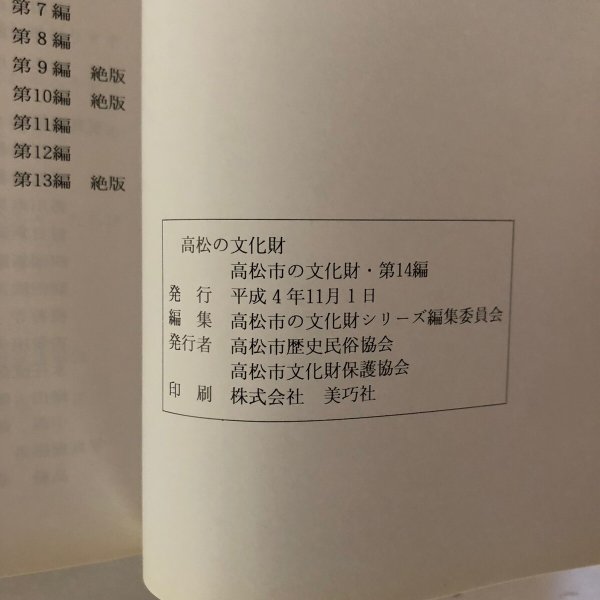 第7編
第8編
第9編 絶版
第10編 絶版
第11編
第12編
第13編 絶版
高松の文化財
高松市の文化財・第14編
発行 平成4年11月1日
編集 高松市の文化財シリーズ編集委員会
発行者 高松市歴史民俗協会
高松市文化財保護協会
印刷 株式会社 美巧社